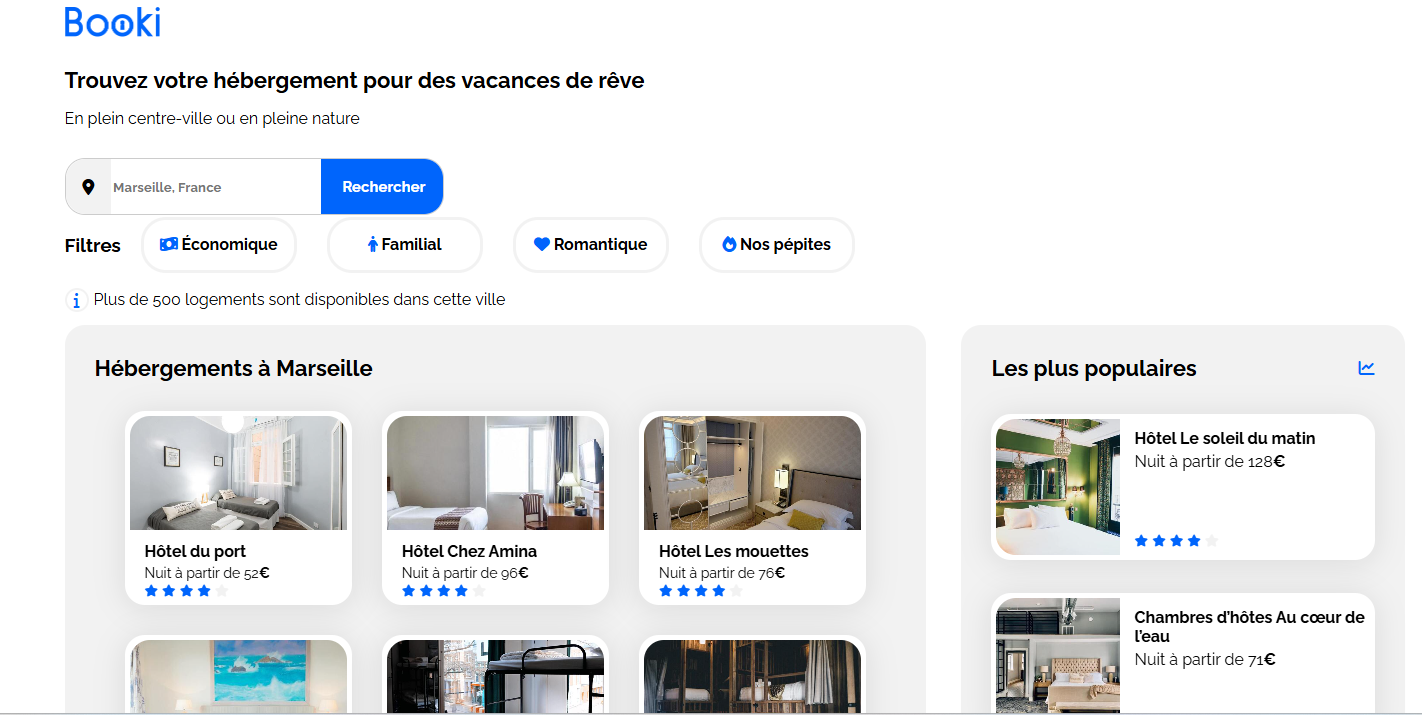 Booki
Trouvez votre hébergement pour des vacances de rêve
En plein centre-ville ou en pleine nature
Marseille, France
Rechercher
Filtres
Économique
Familial
Romantique
Nos pépites
Plus de 500 logements sont disponibles dans cette ville
Hébergements à Marseille
Hôtel du port
Nuit à partir de 52€
Hôtel Chez Amina
Nuit à partir de 96€
Hôtel Les mouettes
Nuit à partir de 76€
Les plus populaires
Hôtel Le soleil du matin
Nuit à partir de 128€
Chambres d’hôtes Au cœur de
l’eau
Nuit à partir de 71€